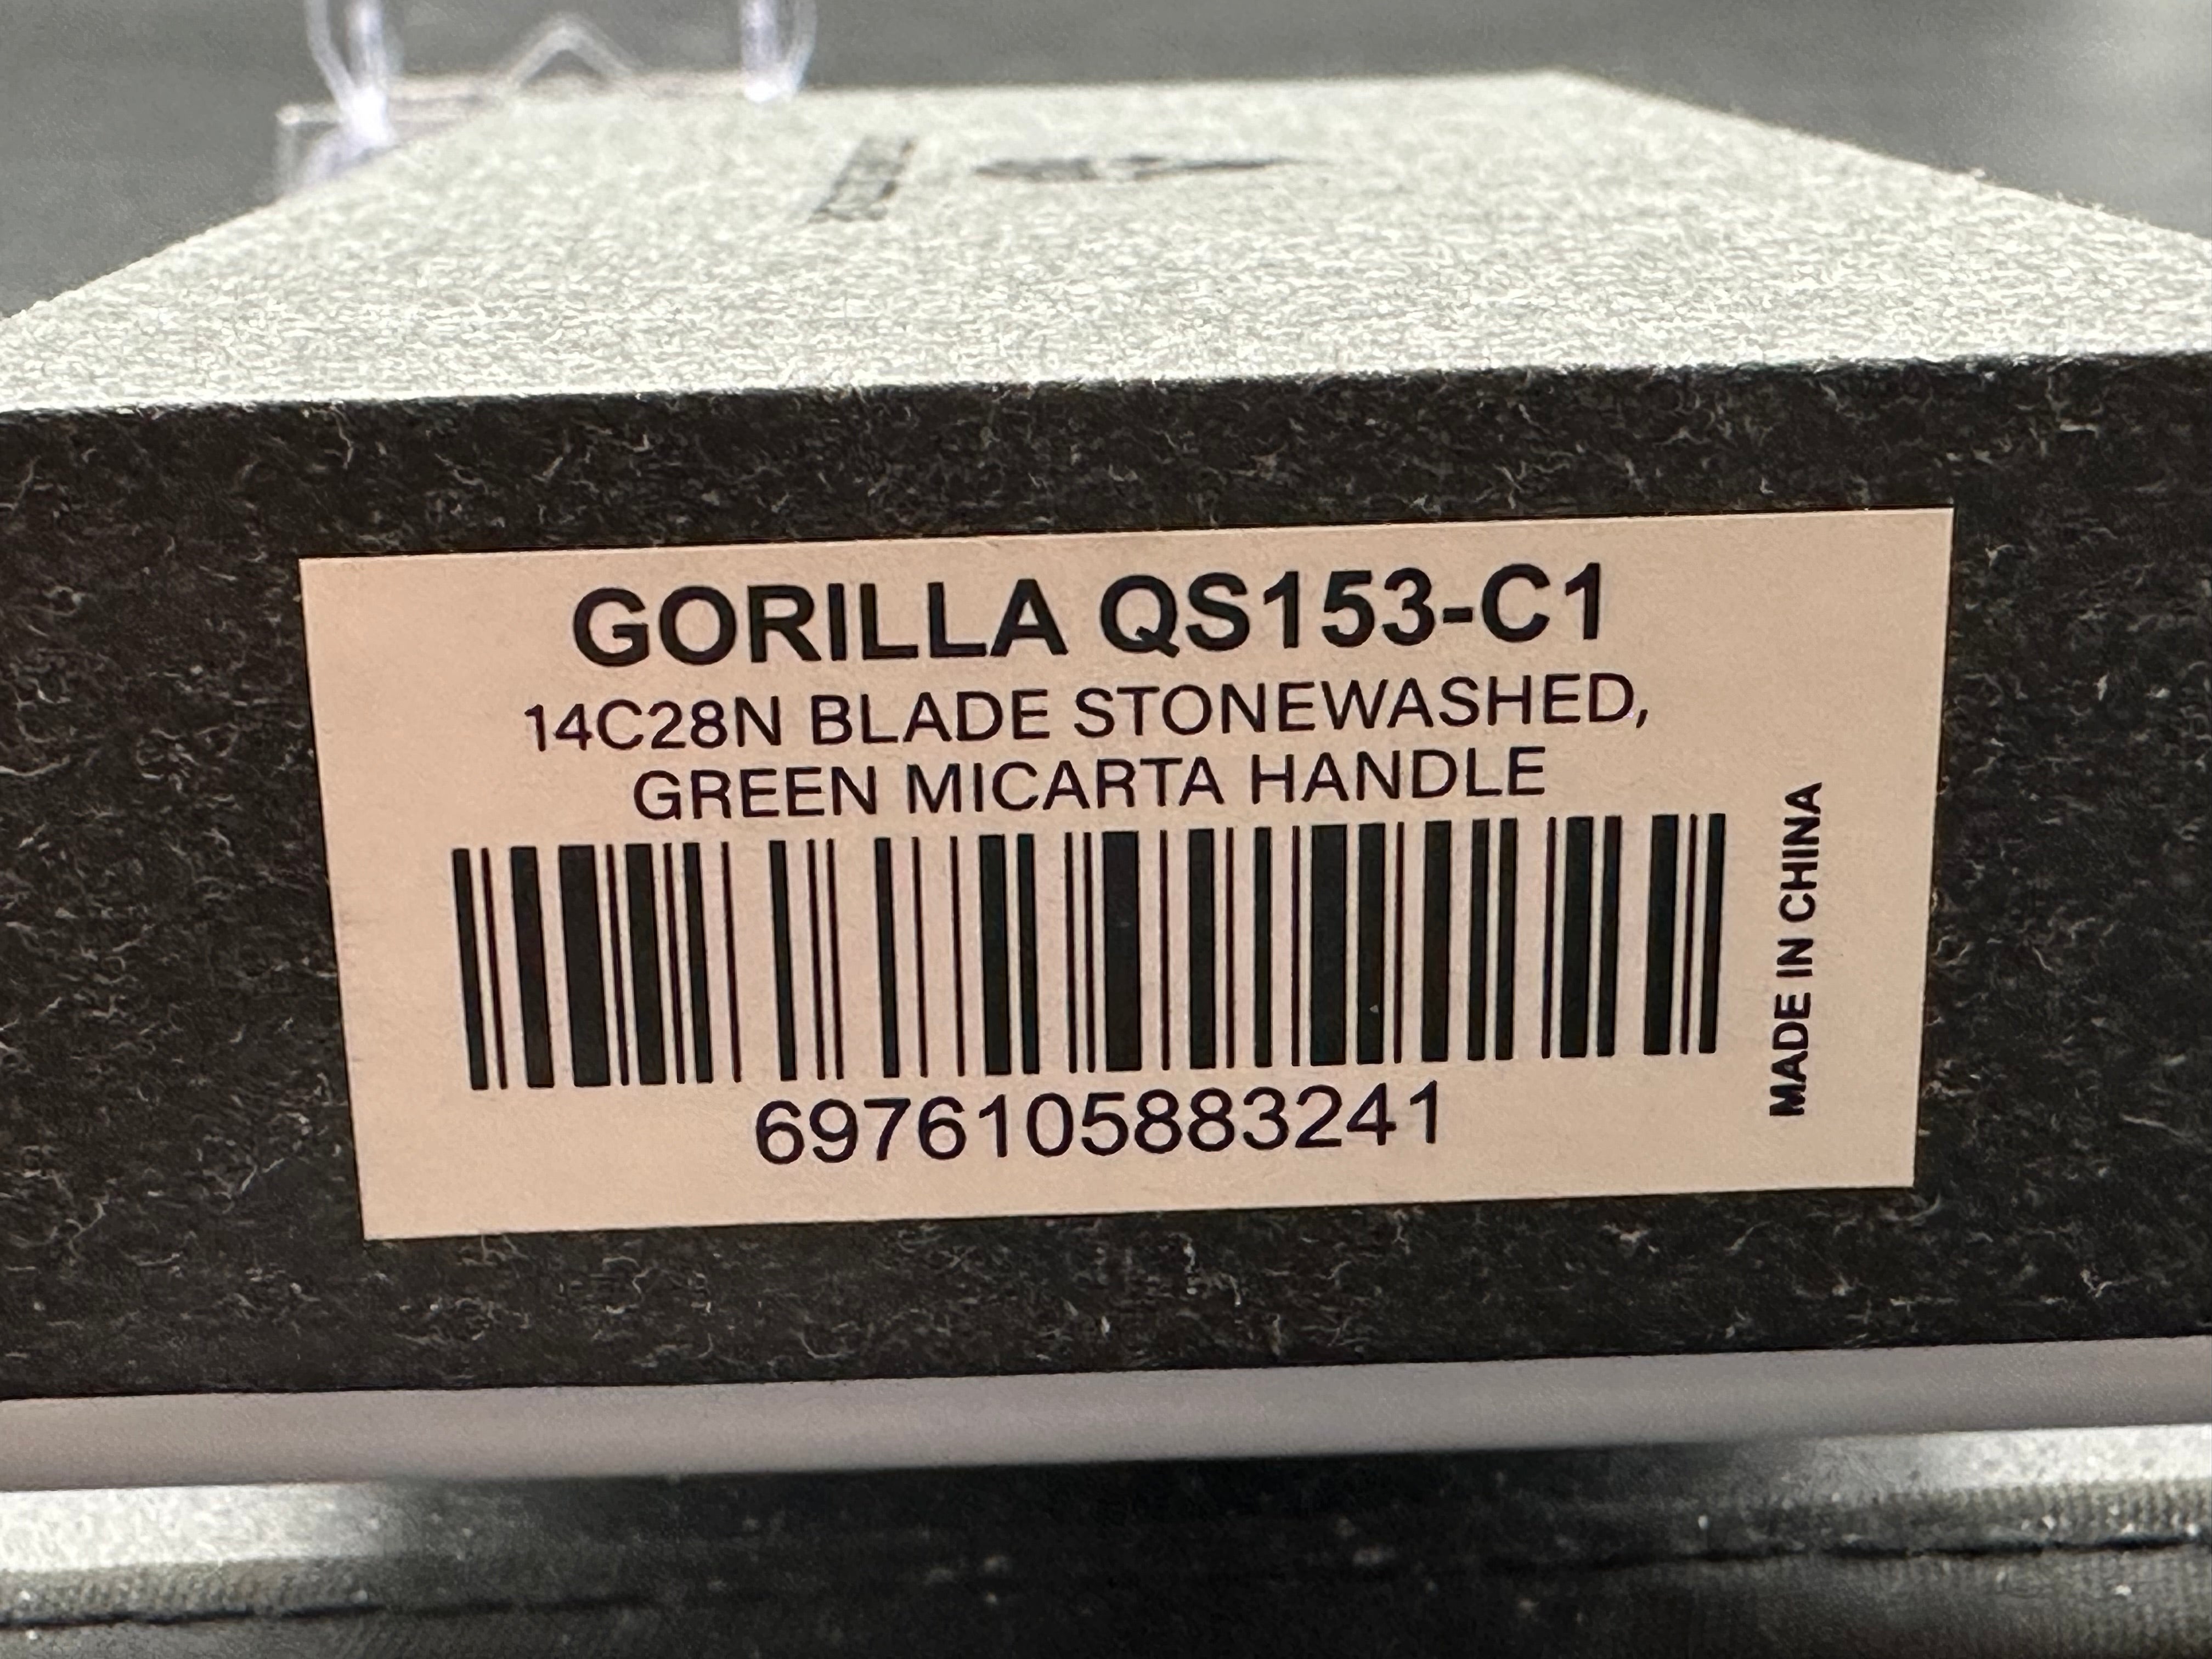 GORILLA QS153-C1
14C28N BLADE STONEWASHED,
GREEN MICARTA HANDLE
6976105883241
MADE IN CHINA